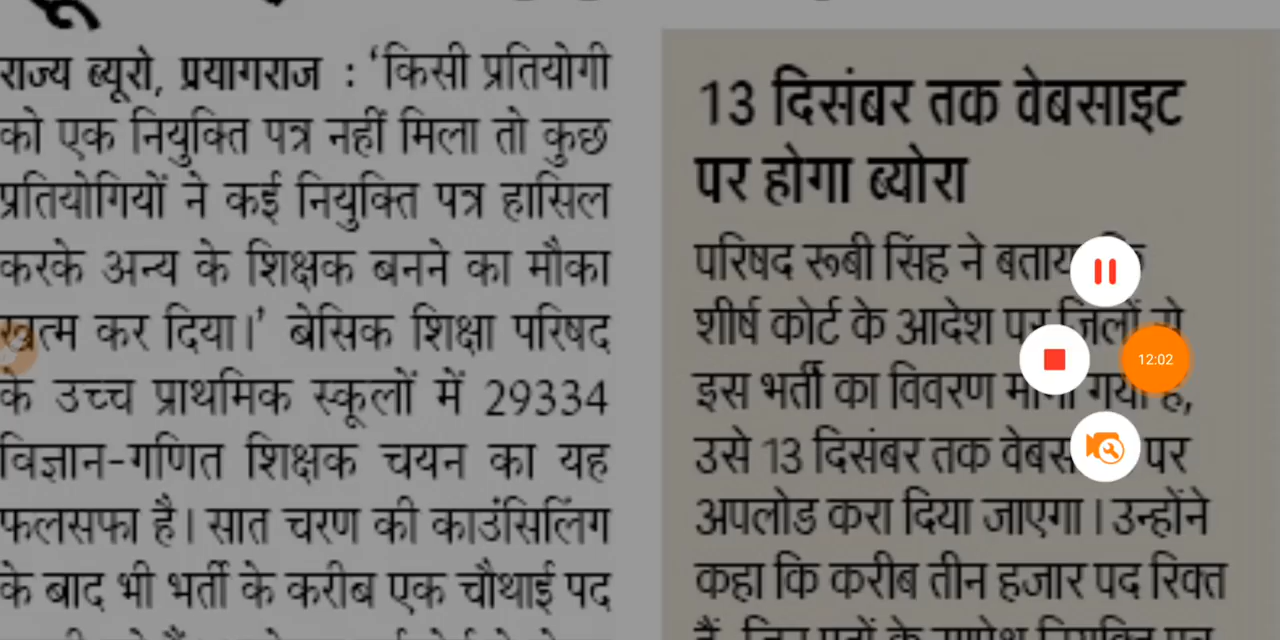 राज्य ब्यूरो, प्रयागराज : ‘किसी प्रतियोगी
को एक नियुक्ति पत्र नहीं मिला तो कुछ
प्रतियोगियों ने कई नियुक्ति पत्र हासिल
करके अन्य के शिक्षक बनने का मौका
खत्म कर दिया।’ बेसिक शिक्षा परिषद
के उच्च प्राथमिक स्कूलों में 29334
विज्ञान-गणित शिक्षक चयन का यह
फलसफा है। सात चरण की काउंसिलिंग
के बाद भी भर्ती के करीब एक चौथाई पद
13 दिसंबर तक वेबसाइट
पर होगा ब्योरा
परिषद रूबी सिंह ने बताया कि
शीर्ष कोर्ट के आदेश पर जिलों से
इस भर्ती का विवरण मांगा गया है,
उसे 13 दिसंबर तक पर
अपलोड करा दिया जाएगा। उन्होंने
कहा कि करीब तीन हजार पद रिक्त
12:02